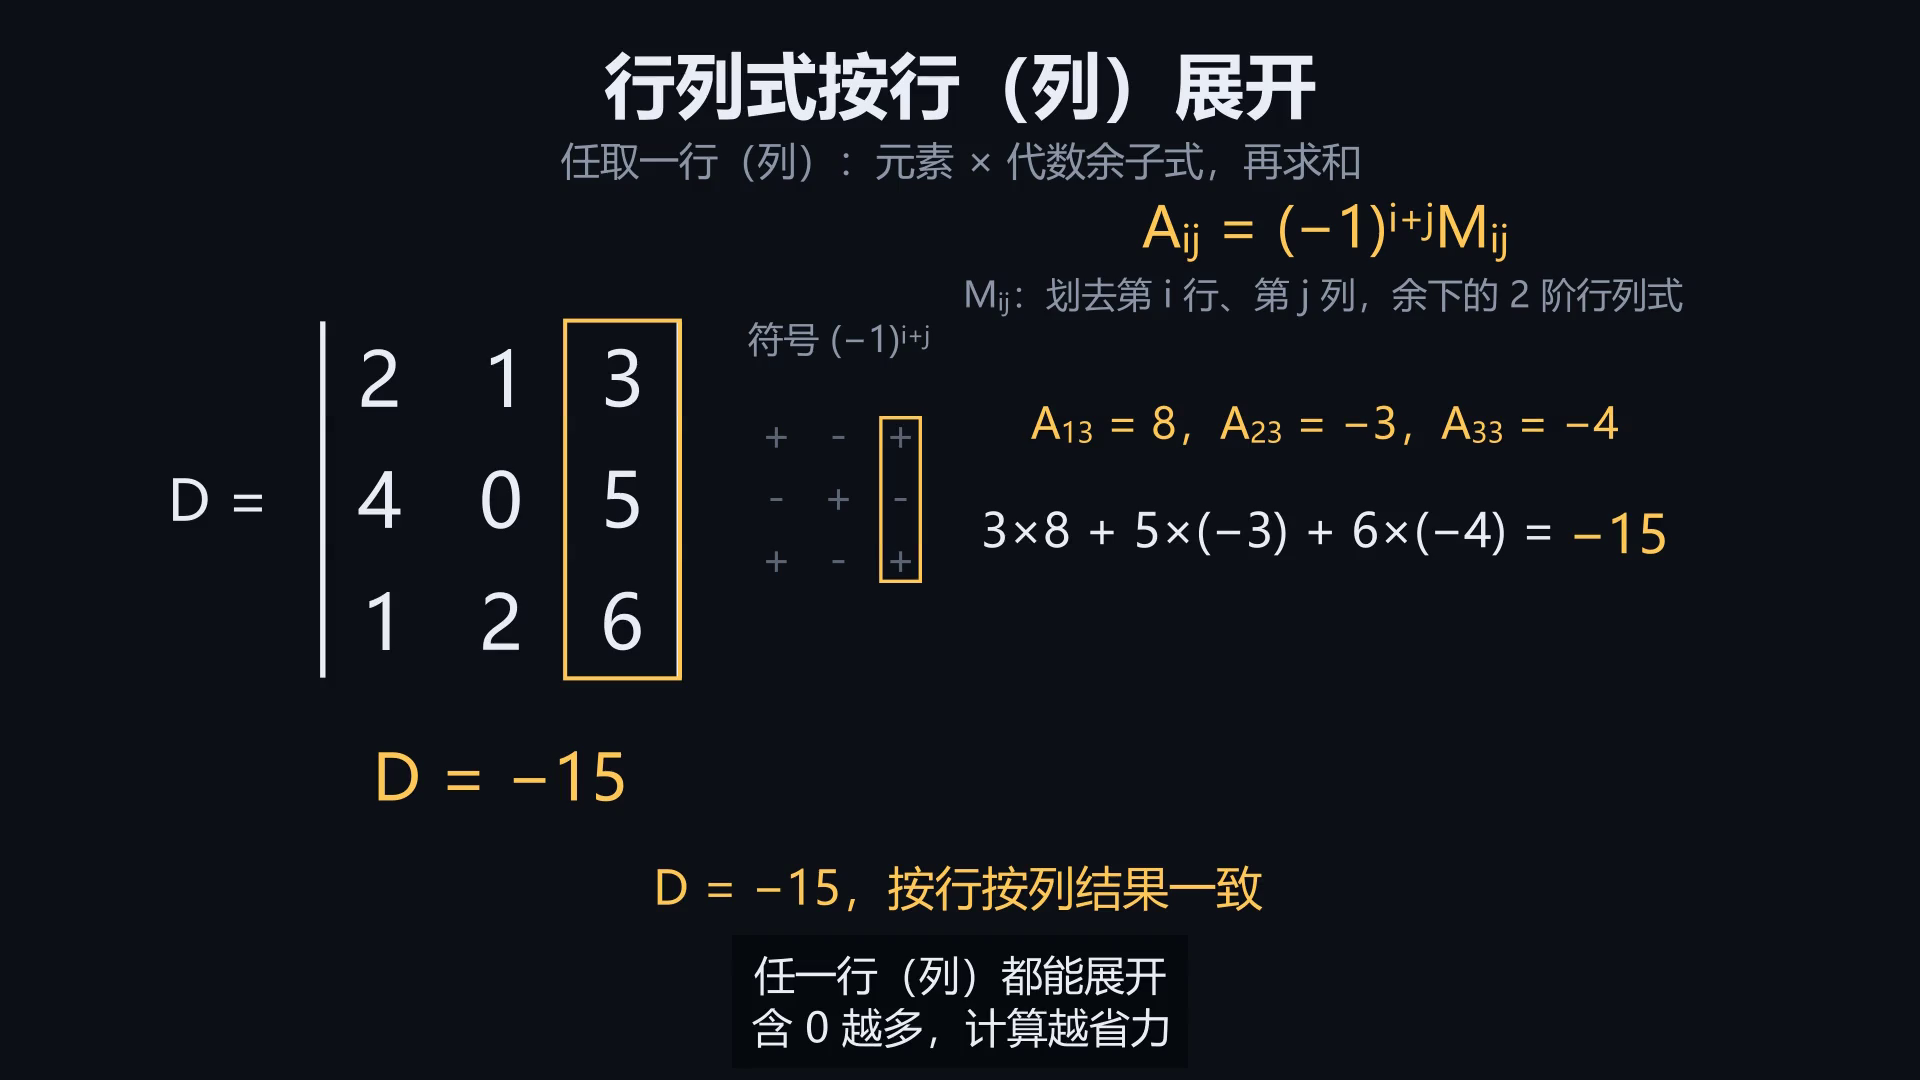 行列式按行（列）展开
任取一行（列）：元素 × 代数余子式，再求和
Aᵢⱼ = (−1)ⁱ⁺ʲMᵢⱼ
Mᵢⱼ：划去第 i 行、第 j 列，余下的 2 阶行列式
符号 (−1)ⁱ⁺ʲ
D =
2 1 3
4 0 5
1 2 6
+ - +
- + -
+ - +
A₁₃ = 8，A₂₃ = −3，A₃₃ = −4
3×8 + 5×(−3) + 6×(−4) = −15
D = −15
D = −15，按行按列结果一致
任一行（列）都能展开
含 0 越多，计算越省力